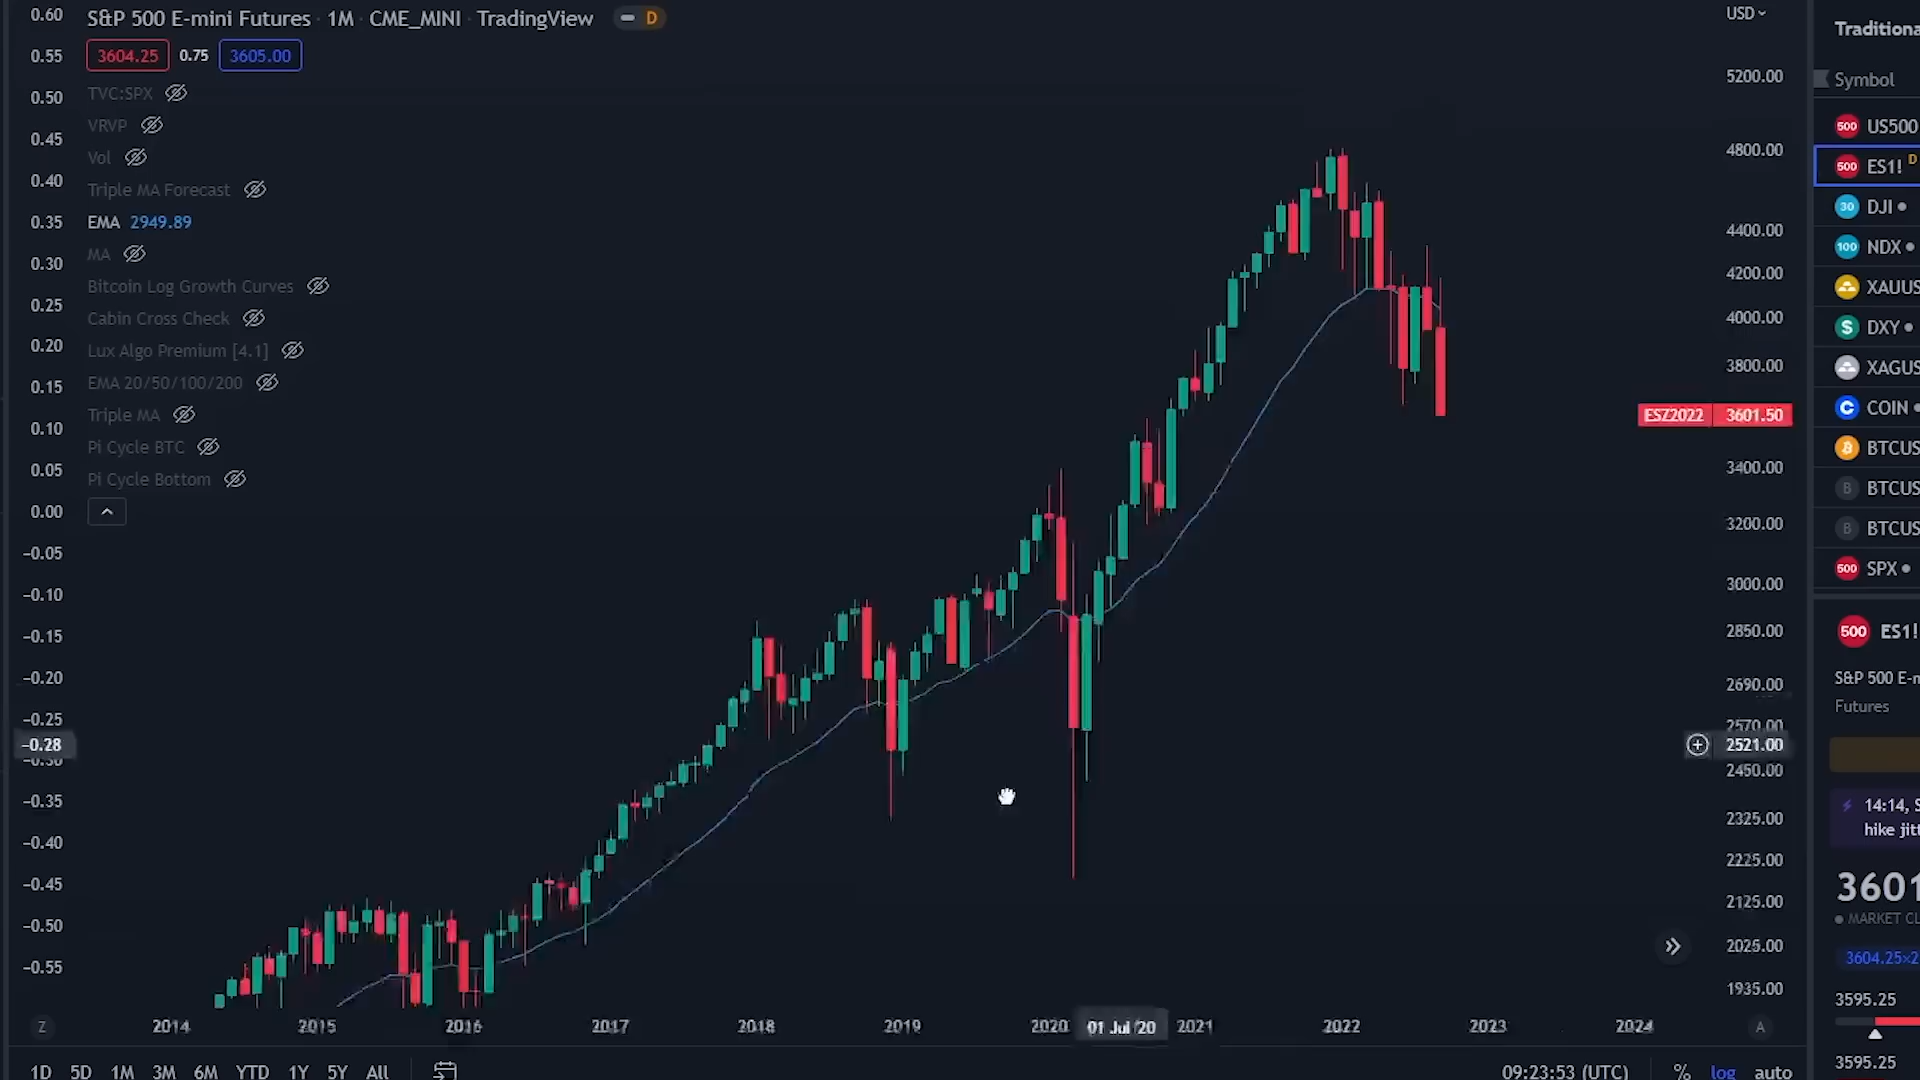 S&P 500 E-mini Futures · 1M · CME_MINI · TradingView D
3604.25 0.75 3605.00
TVC:SPX
VRVP
Vol
Triple MA Forecast
EMA 2949.89
MA
Bitcoin Log Growth Curves
Cabin Cross Check
Lux Algo Premium [4.1]
EMA 20/50/100/200
Triple MA
Pi Cycle BTC
Pi Cycle Bottom
0.60
0.55
0.50
0.45
0.40
0.35
0.30
0.25
0.20
0.15
0.10
0.05
0.00
−0.05
−0.10
−0.15
−0.20
−0.25
−0.28
−0.30
−0.35
−0.40
−0.45
−0.50
−0.55
Z
USD
5200.00
4800.00
4400.00
4200.00
4000.00
3800.00
ESZ2022 3601.50
3400.00
3200.00
3000.00
2850.00
2690.00
2570.00
2521.00
2450.00
2325.00
2225.00
2125.00
2025.00
1935.00
A
2014 2015 2016 2017 2018 2019 2020 01 Jul '20 2021 2022 2023 2024
1D 5D 1M 3M 6M YTD 1Y 5Y All 09:23:53 (UTC) % log auto
Traditiona
Symbol
500 US500
500 ES1! D
30 DJI
100 NDX
XAUUS
S DXY
XAGUS
C COIN
BTCUS
B BTCUS
B BTCUS
500 SPX
500 ES1!
S&P 500 E-m
Futures
14:14, S
hike jitt
3601
MARKET CL
3604.25×2
3595.25
3595.25